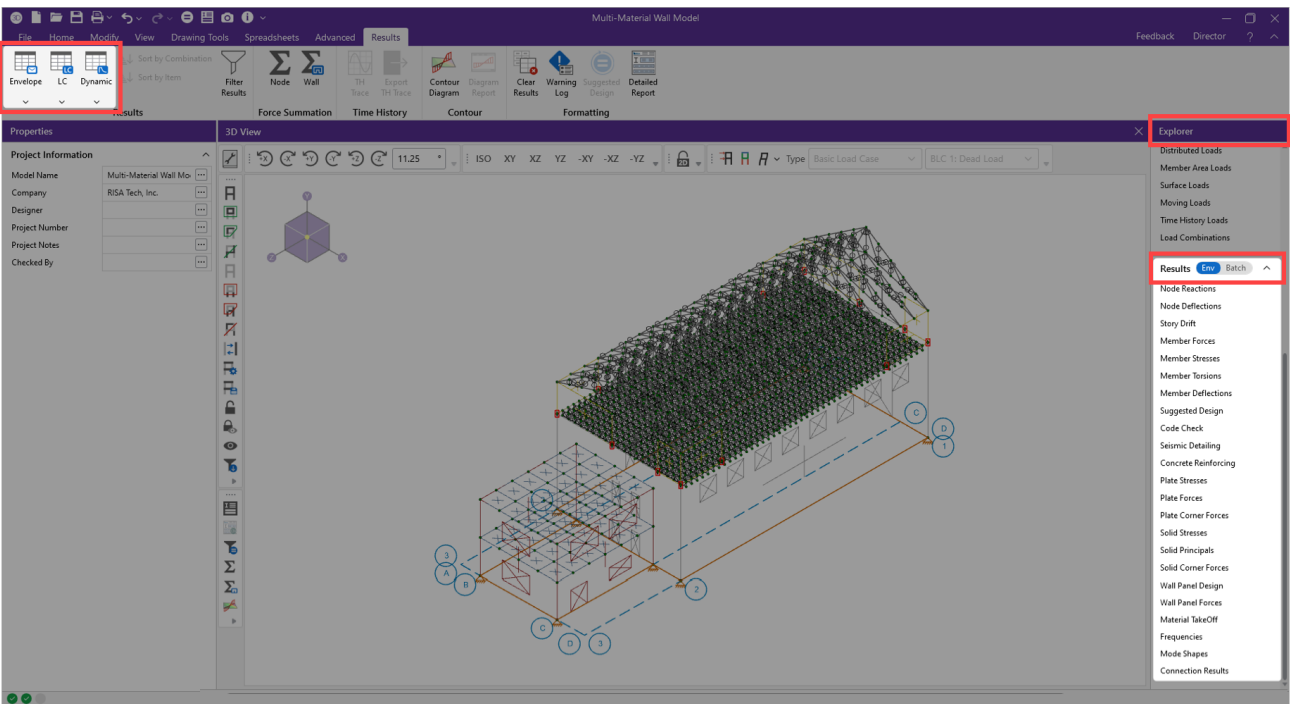 Multi-Material Wall Model
File Home Modify View Drawing Tools Spreadsheets Advanced Results Feedback Director ?
Envelope LC Dynamic
Sort by Combination
Sort by Item
Filter Results
Node Wall
TH Trace
Export TH Trace
Contour Diagram
Diagram Report
Clear Results
Warning Log
Suggested Design
Detailed Report
Results Force Summation Time History Contour Formatting
Properties
Project Information
Model Name Multi-Material Wall Mo
Company RISA Tech, Inc.
Designer
Project Number
Project Notes
Checked By
3D View
11.25 °
ISO XY XZ YZ -XY -XZ -YZ
Type Basic Load Case BLC 1: Dead Load
Y
Z X
C
D
1
3
A
B
2
C
D 3
Explorer
Distributed Loads
Member Area Loads
Surface Loads
Moving Loads
Time History Loads
Load Combinations
Results Env Batch
Node Reactions
Node Deflections
Story Drift
Member Forces
Member Stresses
Member Torsions
Member Deflections
Suggested Design
Code Check
Seismic Detailing
Concrete Reinforcing
Plate Stresses
Plate Forces
Plate Corner Forces
Solid Stresses
Solid Principals
Solid Corner Forces
Wall Panel Design
Wall Panel Forces
Material TakeOff
Frequencies
Mode Shapes
Connection Results